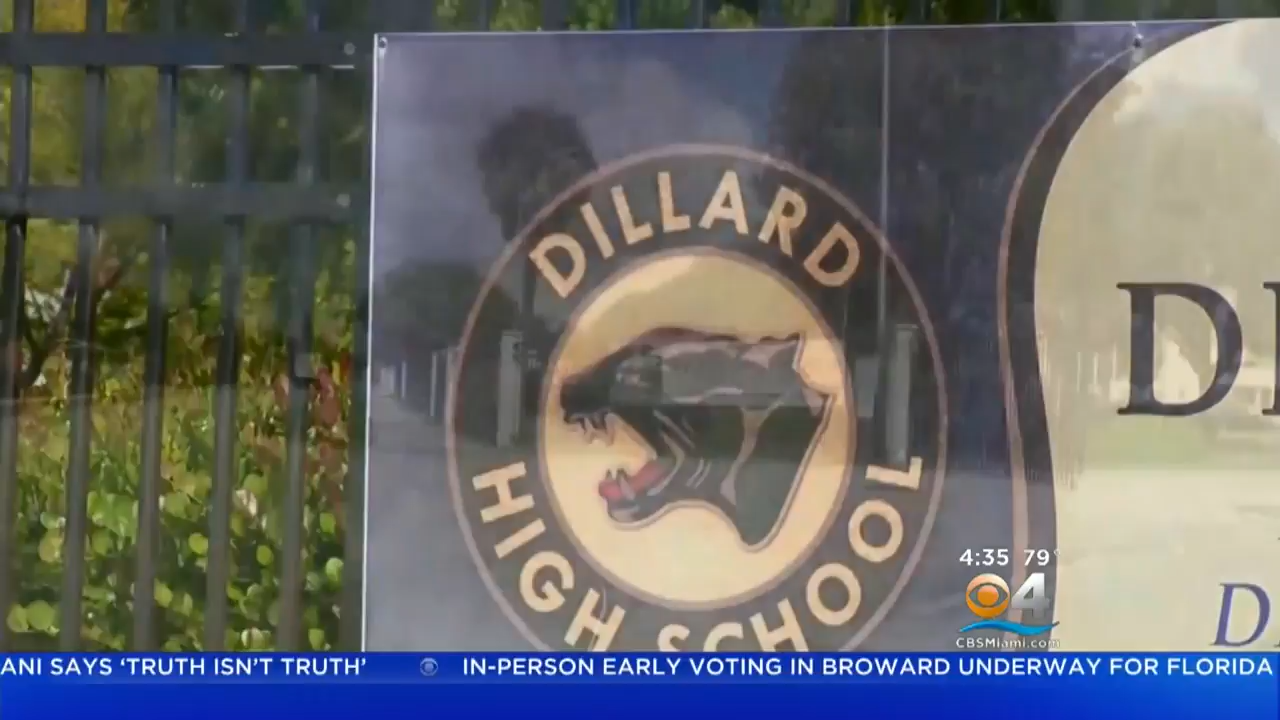 DILLARD
HIGH SCHOOL
4:35 79°
4
CBSMiami.com
ANI SAYS ‘TRUTH ISN’T TRUTH’ IN-PERSON EARLY VOTING IN BROWARD UNDERWAY FOR FLORIDA